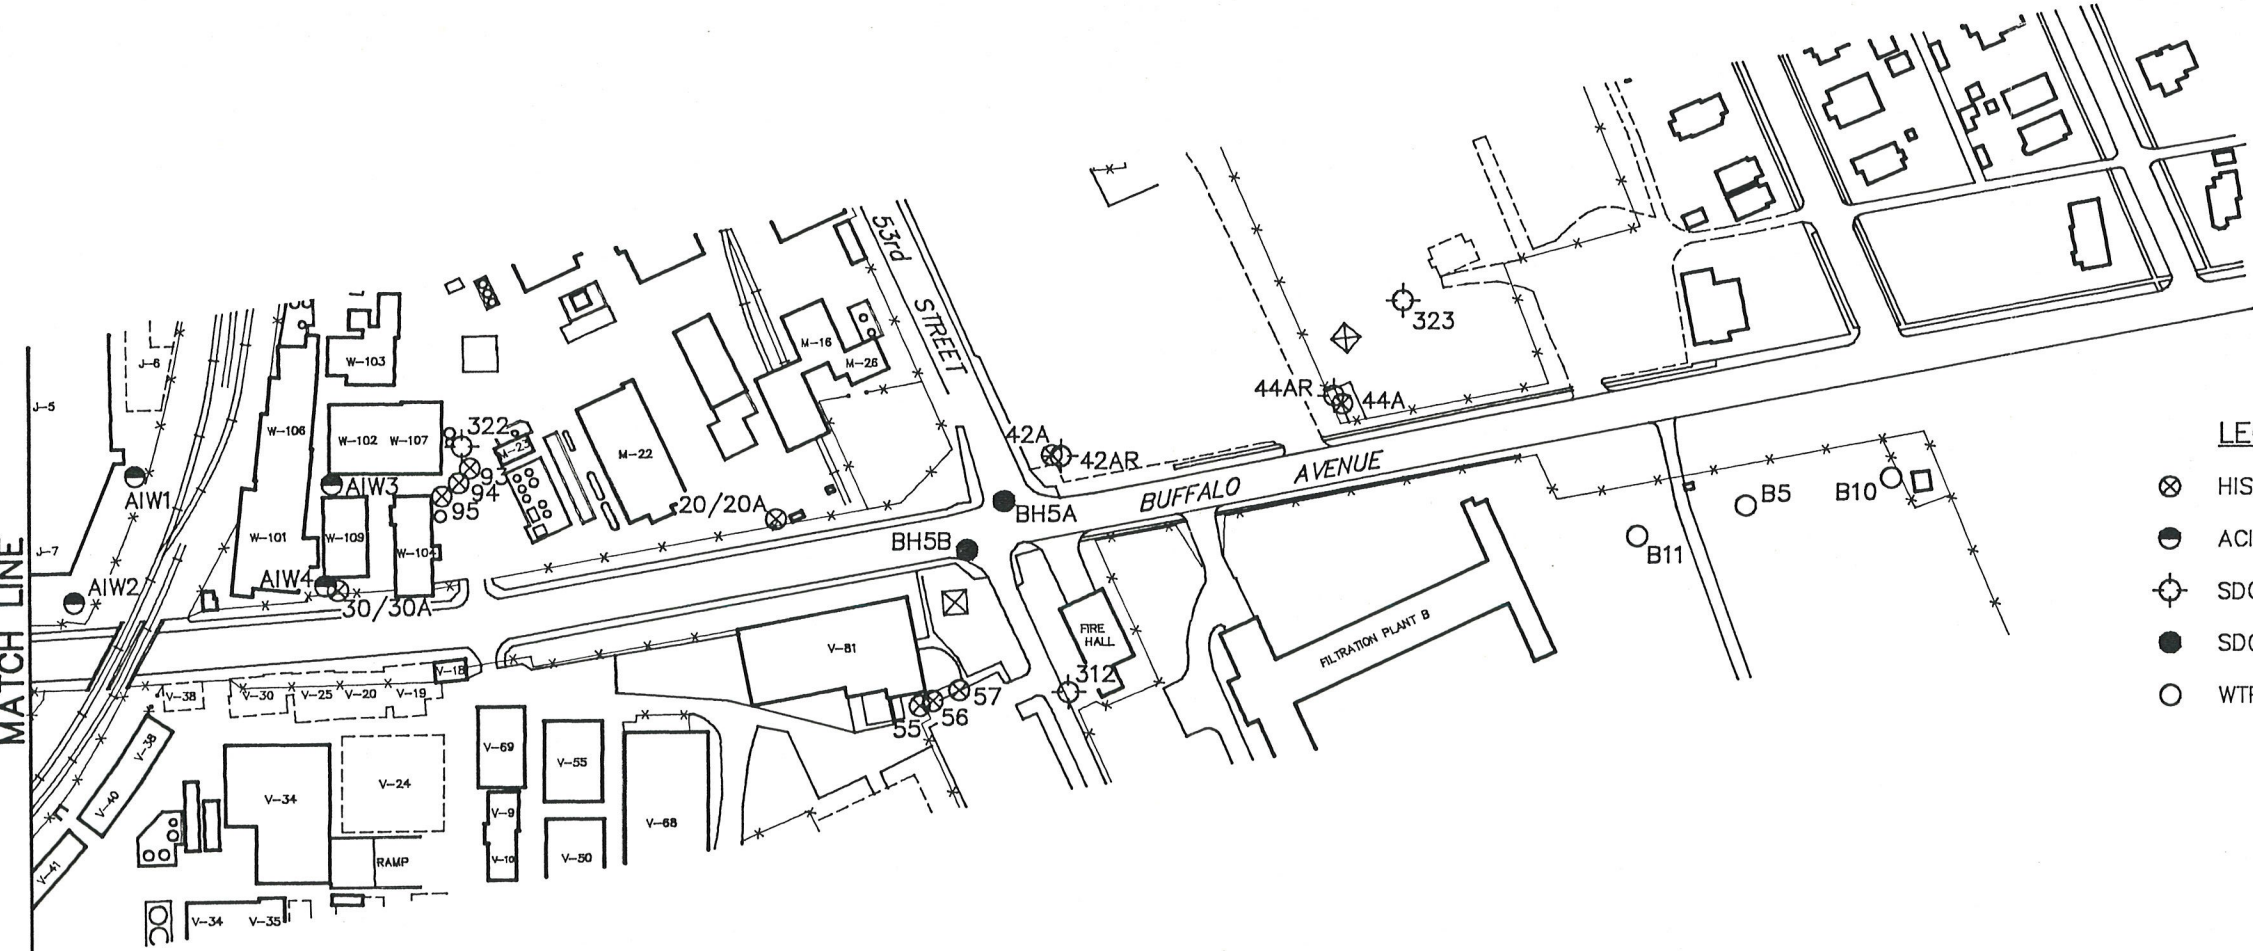 53rd
STREET
J-6
W-103
M-16
M-26
323
J-5
W-106
W-102 W-107
322
M-22
44AR
44A
42A
42AR
BUFFALO AVENUE
93
94
95
AIW1
AIW3
20/20A
BH5A
BH5B
B5
B10
B11
J-7
W-101
W-109
W-104
AIW2
AIW4
30/30A
MATCH LINE
FIRE
HALL
FILTRATION PLANT B
V-81
312
V-18
V-38
V-30
V-25
V-20
V-19
55
56
57
V-38
V-40
V-41
V-69
V-55
V-34
V-24
V-9
V-10
V-68
V-50
RAMP
V-34
V-35
LE
HIS
ACI
SD
SD
WT